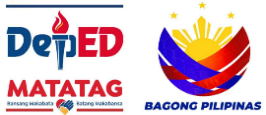 DepED
MATATAG
Bansang Makabata Batang Makabansa
BAGONG PILIPINAS